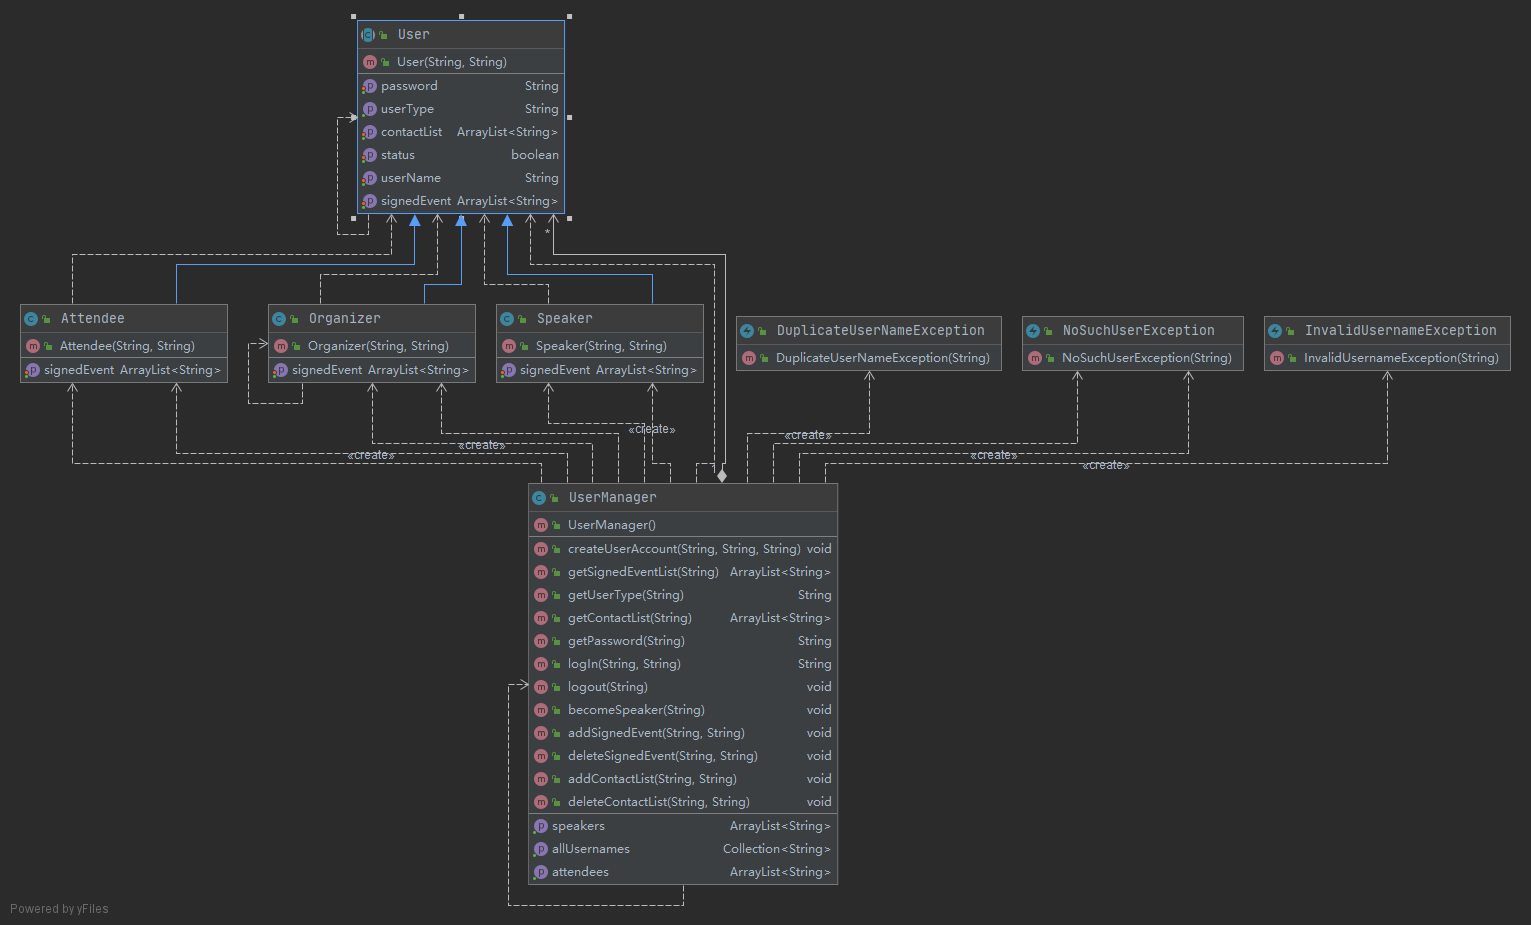 User
User(String, String)
password String
userType String
contactList ArrayList<String>
status boolean
userName String
signedEvent ArrayList<String>
*
Attendee
Attendee(String, String)
signedEvent ArrayList<String>
Organizer
Organizer(String, String)
signedEvent ArrayList<String>
Speaker
Speaker(String, String)
signedEvent ArrayList<String>
DuplicateUserNameException
DuplicateUserNameException(String)
NoSuchUserException
NoSuchUserException(String)
InvalidUsernameException
InvalidUsernameException(String)
«create»
«create»
«create»
«create»
«create»
«create»
UserManager
UserManager()
createUserAccount(String, String, String) void
getSignedEventList(String) ArrayList<String>
getUserType(String) String
getContactList(String) ArrayList<String>
getPassword(String) String
logIn(String, String) String
logout(String) void
becomeSpeaker(String) void
addSignedEvent(String, String) void
deleteSignedEvent(String, String) void
addContactList(String, String) void
deleteContactList(String, String) void
speakers ArrayList<String>
allUsernames Collection<String>
attendees ArrayList<String>
Powered by yFiles